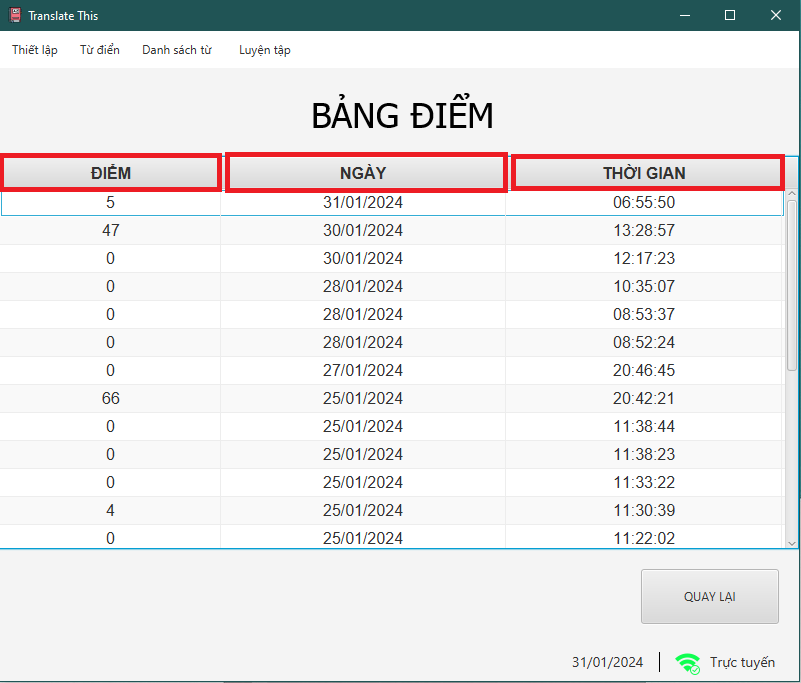 Translate This
Thiết lập Từ điển Danh sách từ Luyện tập
BẢNG ĐIỂM
ĐIỂM NGÀY THỜI GIAN
5 31/01/2024 06:55:50
47 30/01/2024 13:28:57
0 30/01/2024 12:17:23
0 28/01/2024 10:35:07
0 28/01/2024 08:53:37
0 28/01/2024 08:52:24
0 27/01/2024 20:46:45
66 25/01/2024 20:42:21
0 25/01/2024 11:38:44
0 25/01/2024 11:38:23
0 25/01/2024 11:33:22
4 25/01/2024 11:30:39
0 25/01/2024 11:22:02
QUAY LẠI
31/01/2024 Trực tuyến